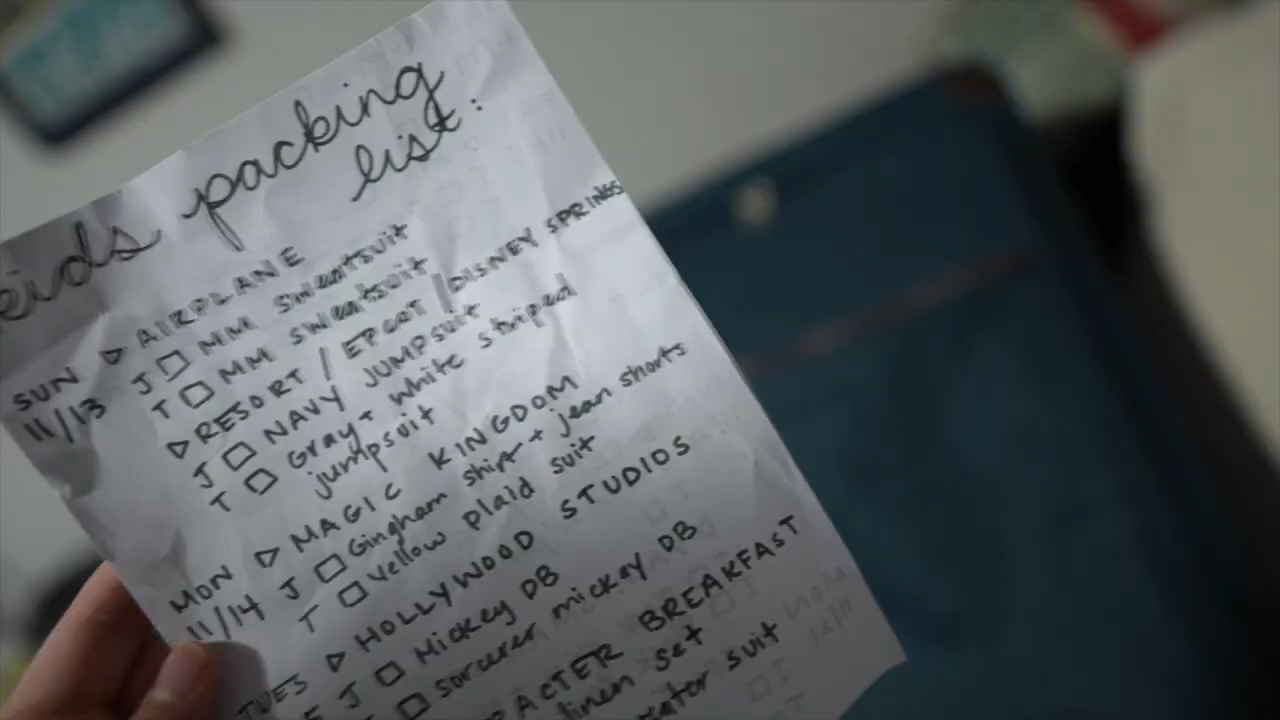 kids packing
list:
SUN ▷ AIRPLANE
11/13 J ☐ MM sweatsuit
T ☐ MM sweatsuit
▷ RESORT / EPCOT / DISNEY SPRINGS
J ☐ NAVY JUMPSuit
T ☐ Gray + white striped
jumpsuit
MON ▷ MAGIC KINGDOM
11/14 J ☐ Gingham shirt + jean shorts
T ☐ Yellow plaid suit
TUES ▷ HOLLYWOOD STUDIOS
J ☐ Mickey DB
☐ sorcerer mickey DB
BREAKFAST
linen set
suit